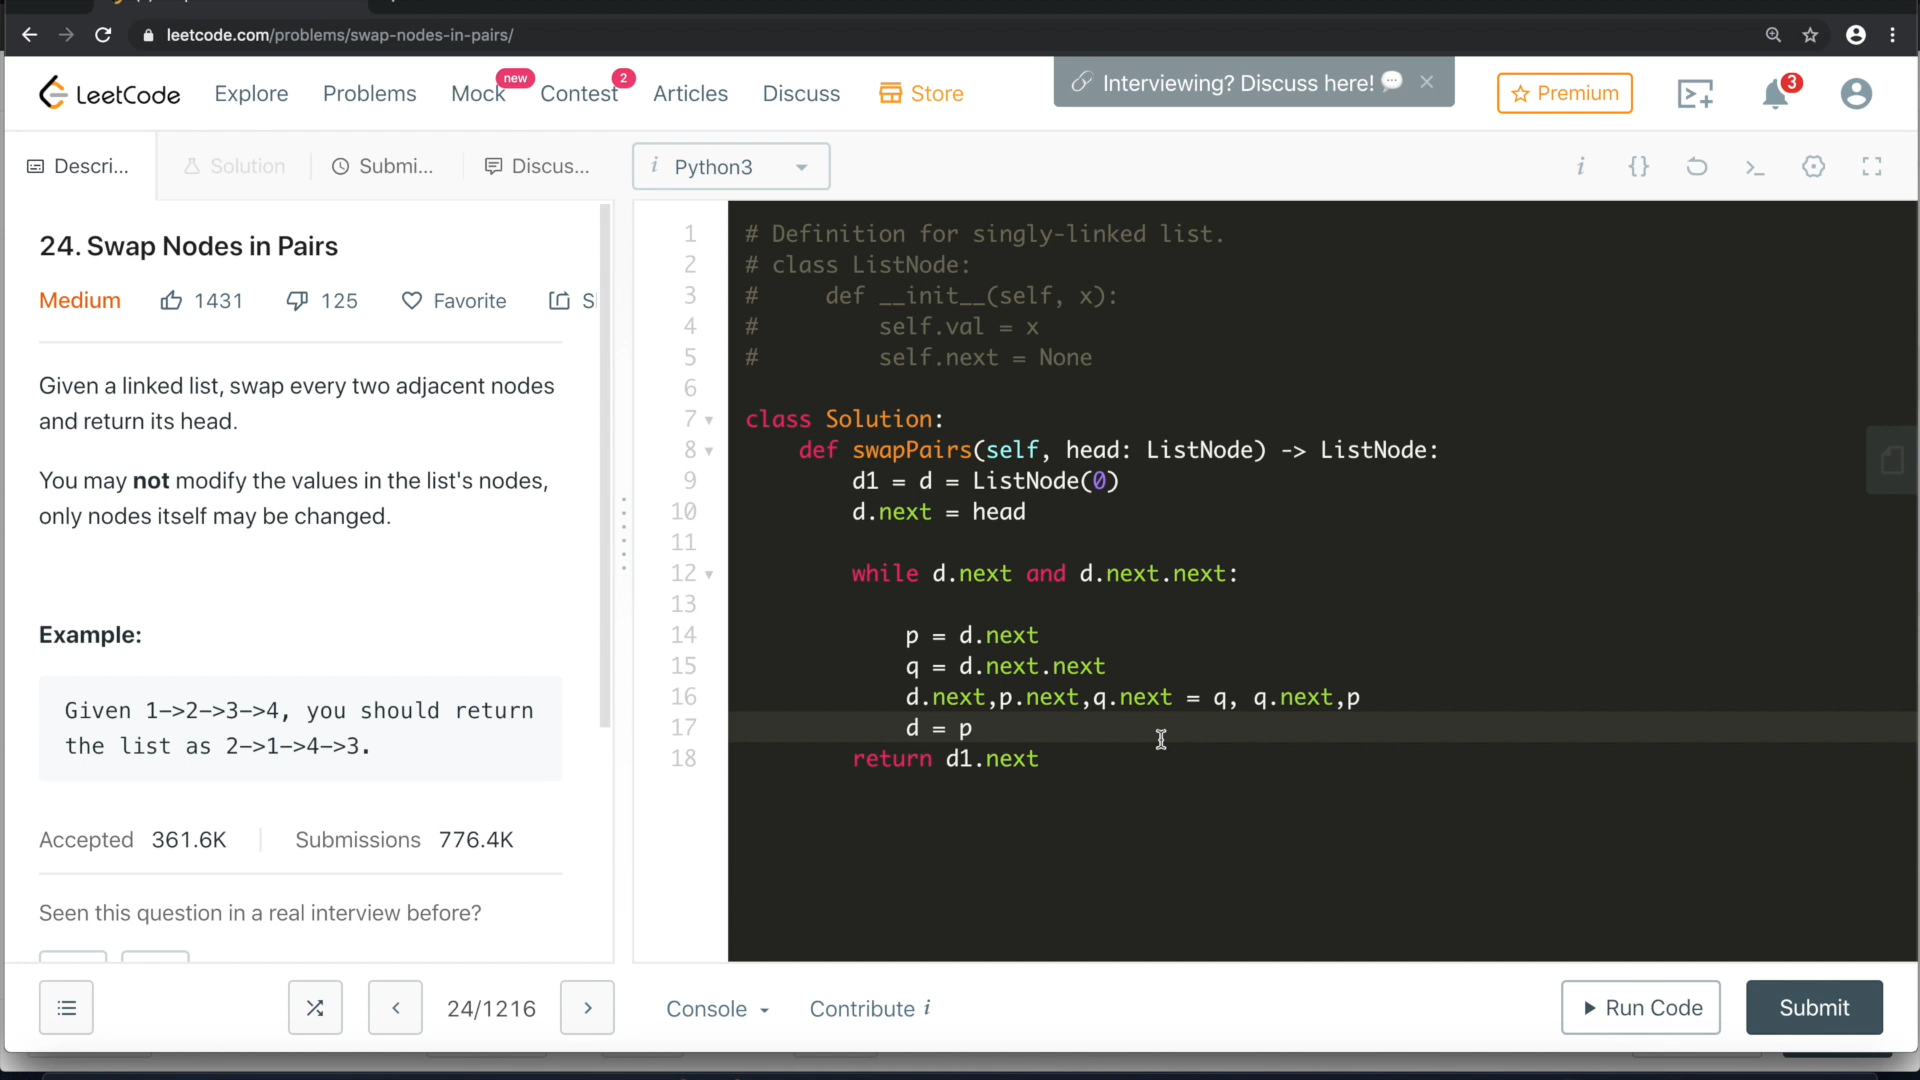 leetcode.com/problems/swap-nodes-in-pairs/
LeetCode Explore Problems Mock new Contest 2 Articles Discuss Store Interviewing? Discuss here! Premium 3
Descri... Solution Submi... Discus... i Python3 i {}
24. Swap Nodes in Pairs
Medium 1431 125 Favorite
Given a linked list, swap every two adjacent nodes
and return its head.
You may not modify the values in the list's nodes,
only nodes itself may be changed.
Example:
Given 1->2->3->4, you should return
the list as 2->1->4->3.
Accepted 361.6K Submissions 776.4K
Seen this question in a real interview before?
1 # Definition for singly-linked list.
2 # class ListNode:
3 #     def __init__(self, x):
4 #         self.val = x
5 #         self.next = None
6
7 class Solution:
8     def swapPairs(self, head: ListNode) -> ListNode:
9         d1 = d = ListNode(0)
10         d.next = head
11
12         while d.next and d.next.next:
13
14             p = d.next
15             q = d.next.next
16             d.next,p.next,q.next = q, q.next,p
17             d = p
18         return d1.next
24/1216 Console Contribute i Run Code Submit